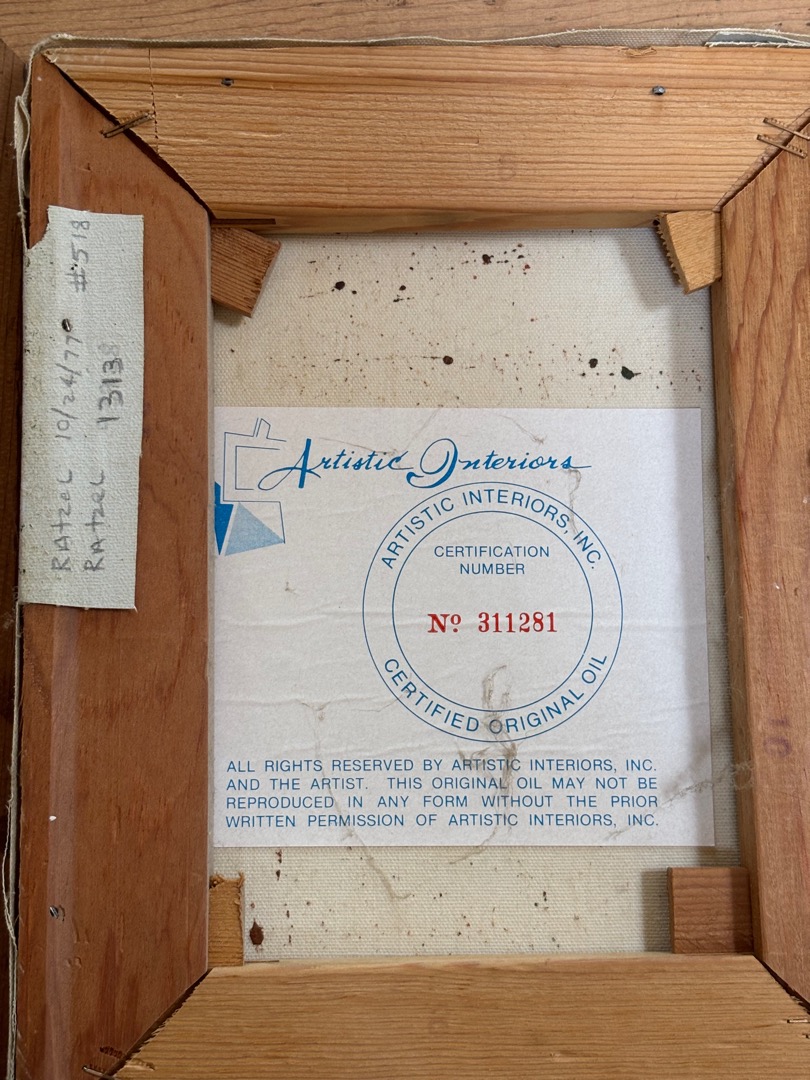 RAtzeL 10/24/77 #518
RAtzeL 13138
Artistic Interiors
ARTISTIC INTERIORS, INC.
CERTIFICATION
NUMBER
Nº 311281
CERTIFIED ORIGINAL OIL
ALL RIGHTS RESERVED BY ARTISTIC INTERIORS, INC.
AND THE ARTIST. THIS ORIGINAL OIL MAY NOT BE
REPRODUCED IN ANY FORM WITHOUT THE PRIOR
WRITTEN PERMISSION OF ARTISTIC INTERIORS, INC.